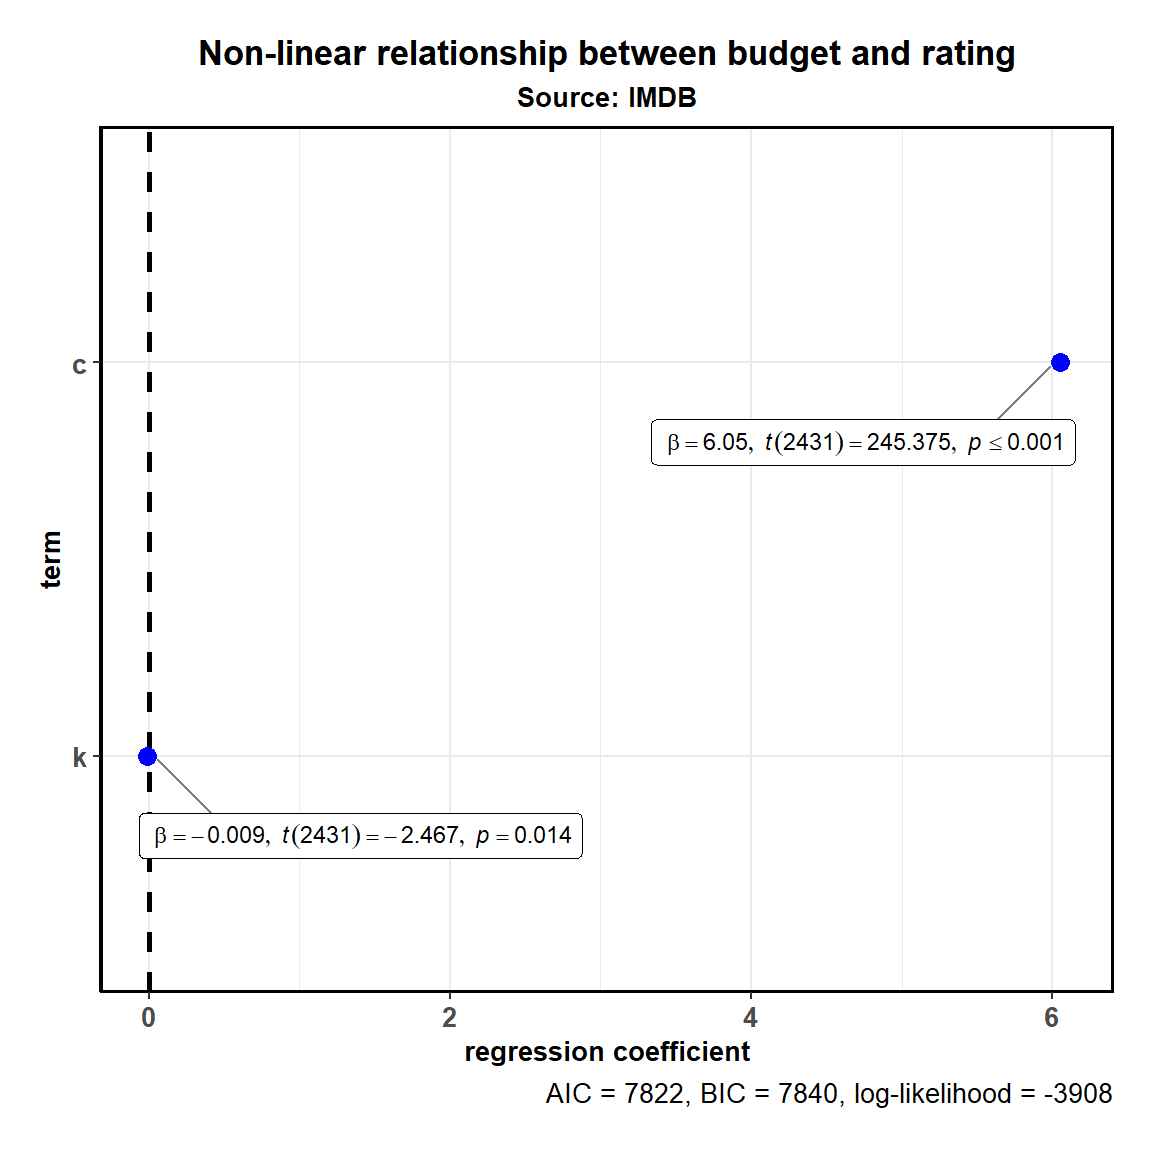 Non-linear relationship between budget and rating
Source: IMDB
c
β = 6.05, t(2431) = 245.375, p ≤ 0.001
term
k
β = −0.009, t(2431) = −2.467, p = 0.014
0 2 4 6
regression coefficient
AIC = 7822, BIC = 7840, log-likelihood = -3908